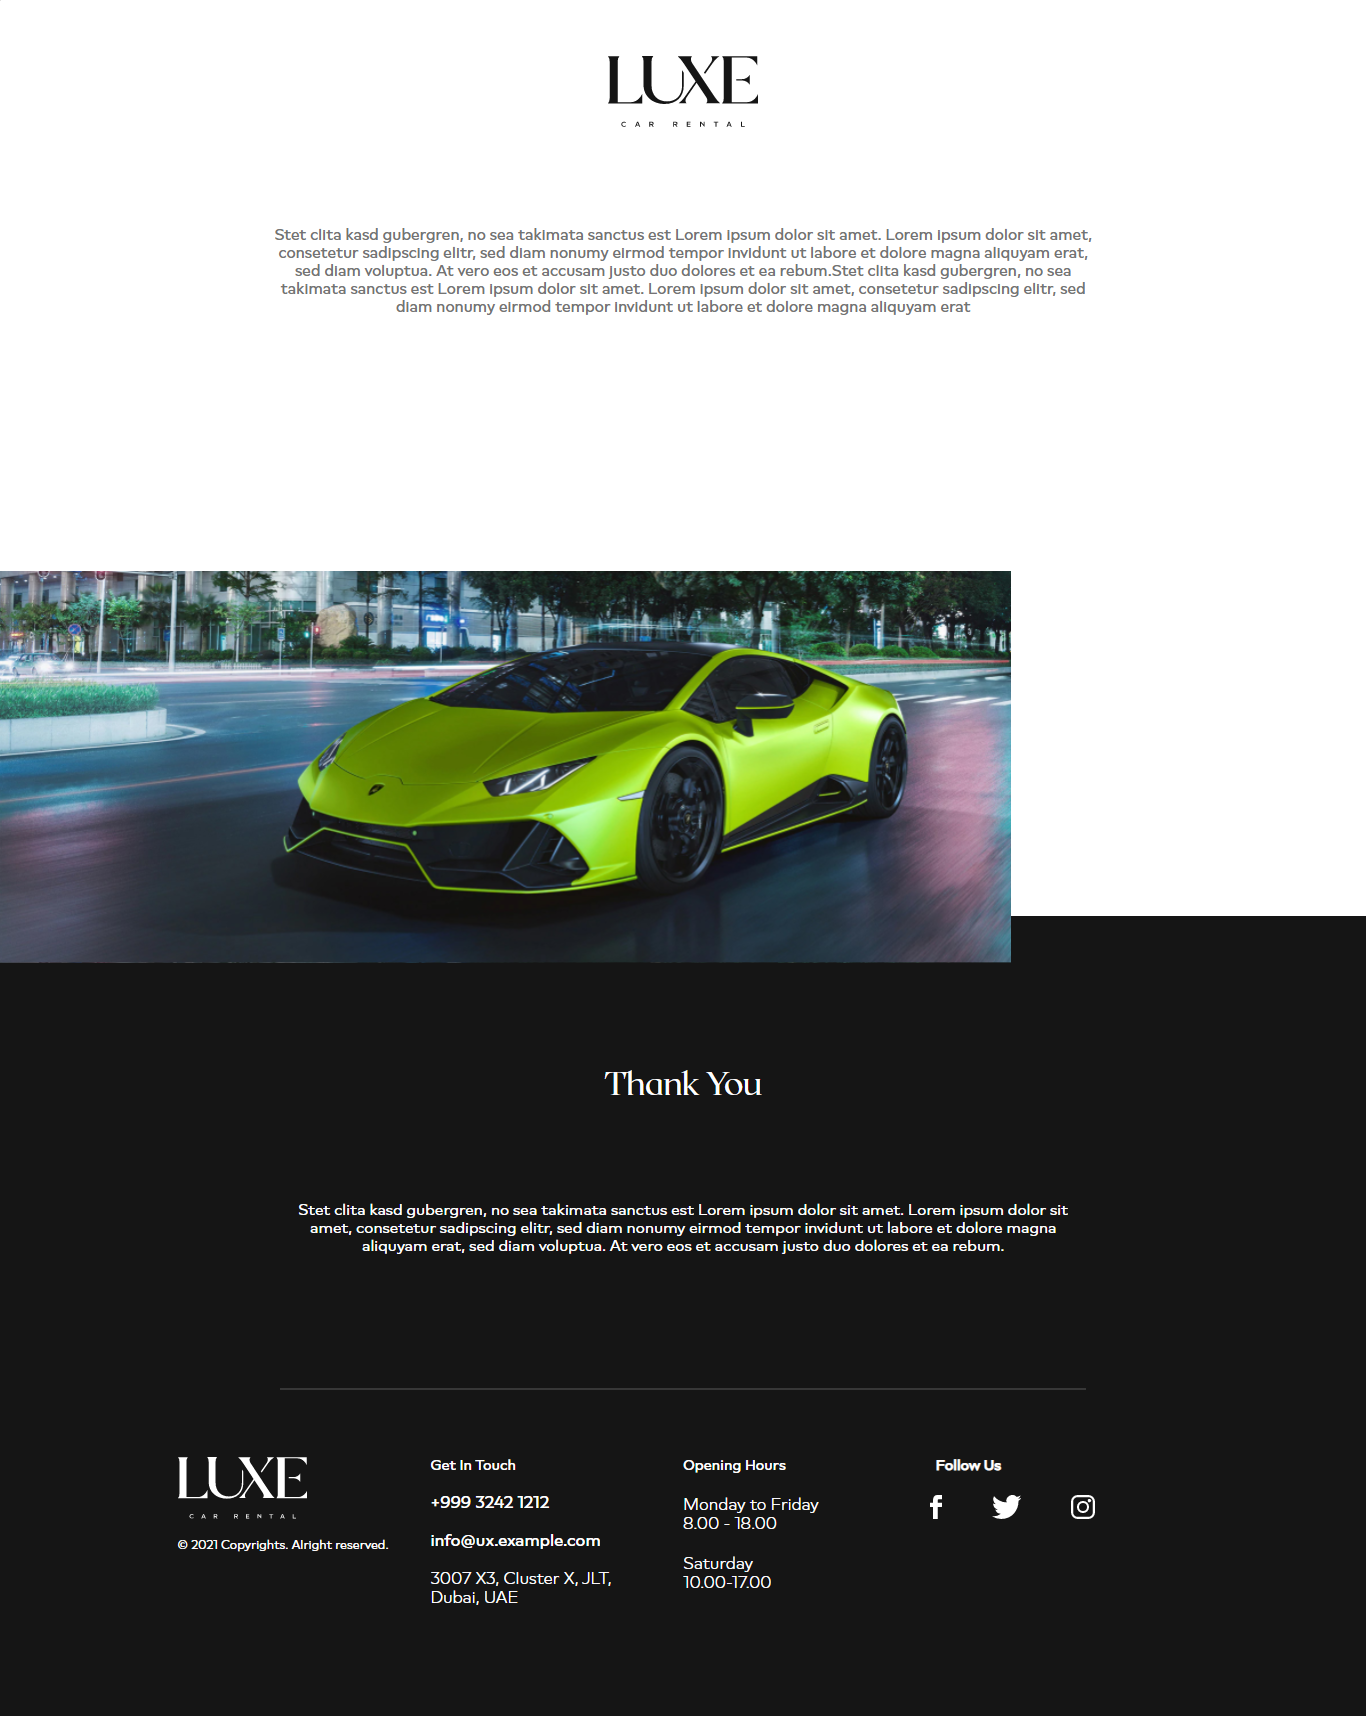 LUXE
CAR RENTAL
Stet clita kasd gubergren, no sea takimata sanctus est Lorem ipsum dolor sit amet. Lorem ipsum dolor sit amet,
consetetur sadipscing elitr, sed diam nonumy eirmod tempor invidunt ut labore et dolore magna aliquyam erat,
sed diam voluptua. At vero eos et accusam justo duo dolores et ea rebum.Stet clita kasd gubergren, no sea
takimata sanctus est Lorem ipsum dolor sit amet. Lorem ipsum dolor sit amet, consetetur sadipscing elitr, sed
diam nonumy eirmod tempor invidunt ut labore et dolore magna aliquyam erat
Thank You
Stet clita kasd gubergren, no sea takimata sanctus est Lorem ipsum dolor sit amet. Lorem ipsum dolor sit
amet, consetetur sadipscing elitr, sed diam nonumy eirmod tempor invidunt ut labore et dolore magna
aliquyam erat, sed diam voluptua. At vero eos et accusam justo duo dolores et ea rebum.
LUXE
CAR RENTAL
© 2021 Copyrights. Alright reserved.
Get In Touch
+999 3242 1212
info@ux.example.com
3007 X3, Cluster X, JLT,
Dubai, UAE
Opening Hours
Monday to Friday
8.00 - 18.00
Saturday
10.00-17.00
Follow Us